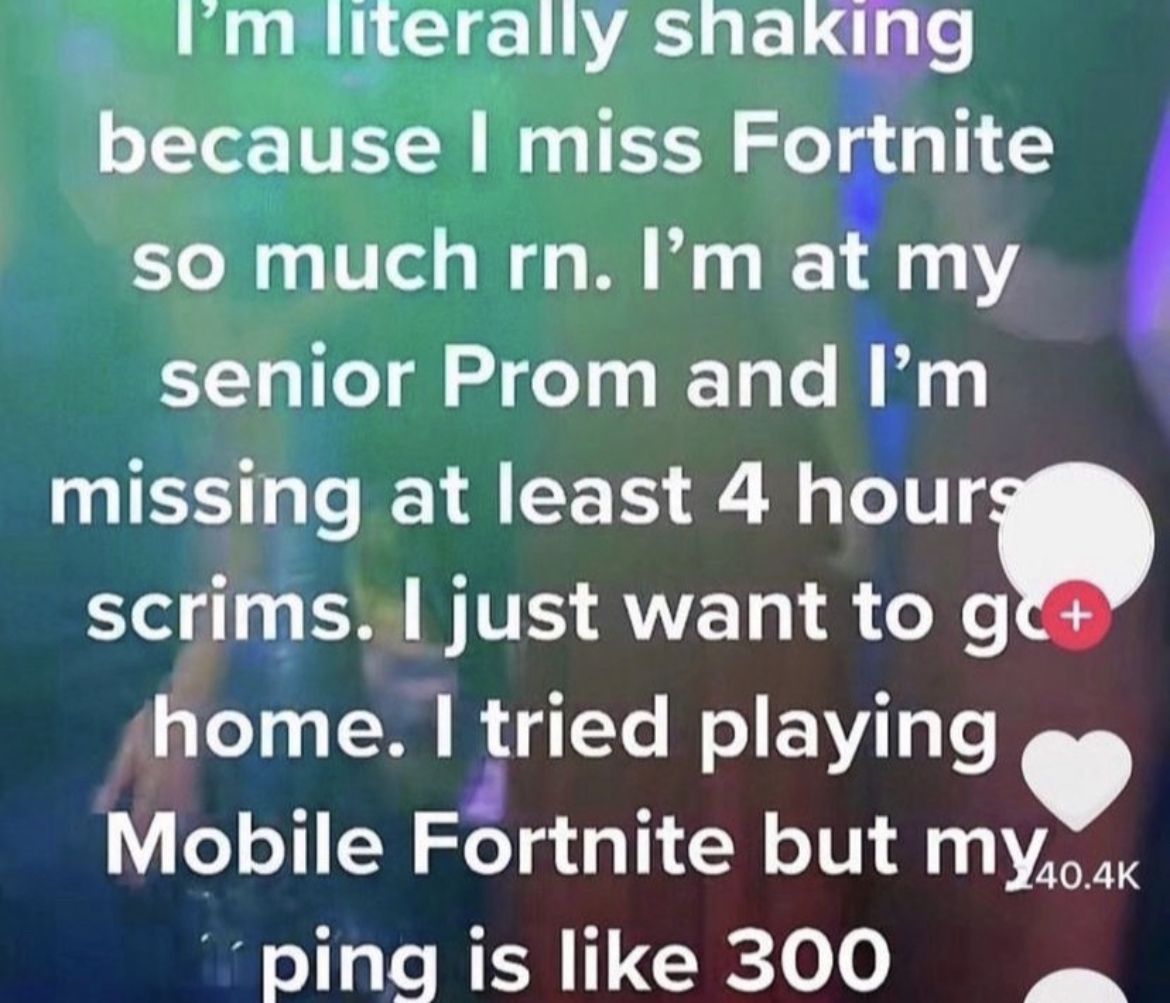 I’m literally shaking
because I miss Fortnite
so much rn. I’m at my
senior Prom and I’m
missing at least 4 hours
scrims. I just want to go
home. I tried playing
Mobile Fortnite but my
40.4K
ping is like 300